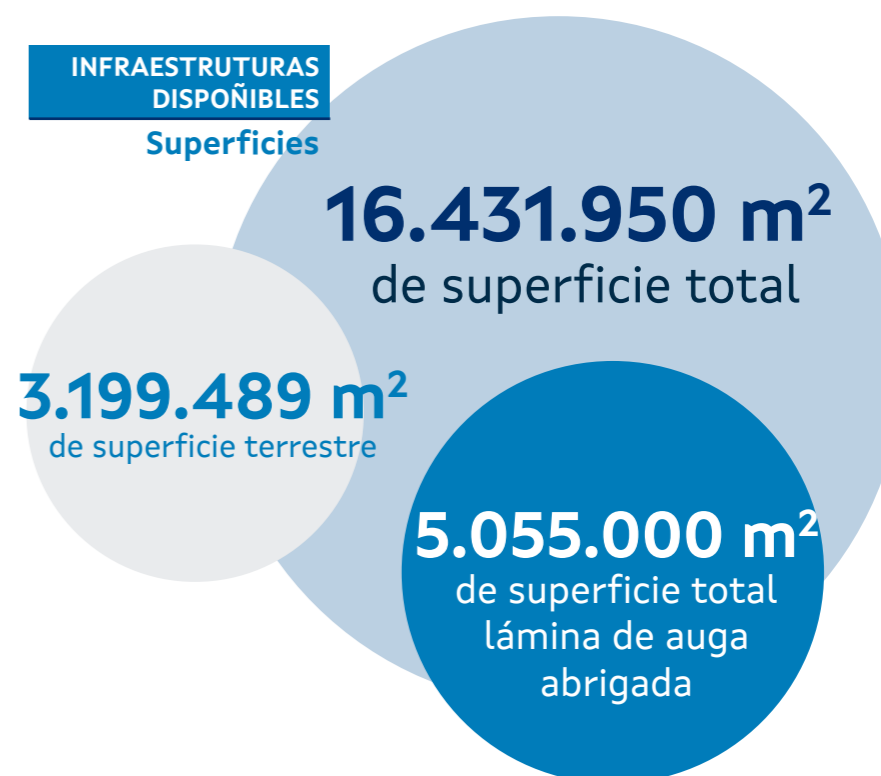 INFRAESTRUTURAS
DISPOÑIBLES
Superficies
16.431.950 m²
de superficie total
3.199.489 m²
de superficie terrestre
5.055.000 m²
de superficie total
lámina de auga
abrigada